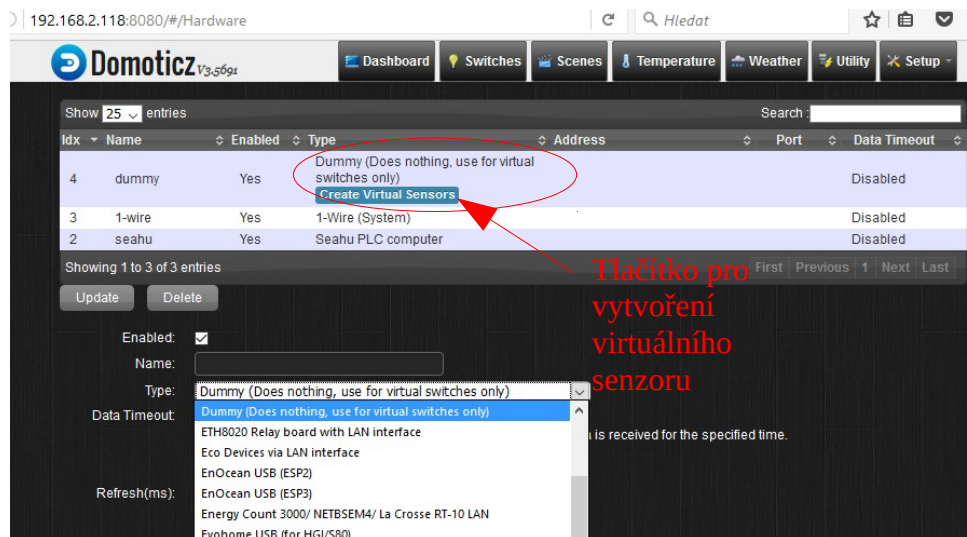 192.168.2.118:8080/#/Hardware
Hledat
Domoticz V3.5691
Dashboard Switches Scenes Temperature Weather Utility Setup
Show 25 entries Search:
Idx Name Enabled Type Address Port Data Timeout
Dummy (Does nothing, use for virtual
4 dummy Yes switches only) Disabled
Create Virtual Sensors
3 1-wire Yes 1-Wire (System) Disabled
2 seahu Yes Seahu PLC computer Disabled
Showing 1 to 3 of 3 entries First Previous 1 Next Last
Tlačítko pro
vytvoření
virtuálního
senzoru
Update Delete
Enabled:
Name:
Type: Dummy (Does nothing, use for virtual switches only)
Data Timeout: Dummy (Does nothing, use for virtual switches only)
ETH8020 Relay board with LAN interface
is received for the specified time.
Eco Devices via LAN interface
EnOcean USB (ESP2)
Refresh(ms): EnOcean USB (ESP3)
Energy Count 3000/ NETBSEM4/ La Crosse RT-10 LAN
Evohome USB (for HGI/S80)